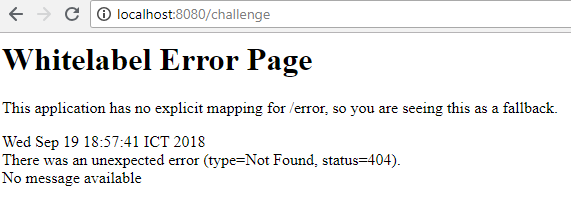 localhost:8080/challenge
Whitelabel Error Page
This application has no explicit mapping for /error, so you are seeing this as a fallback.
Wed Sep 19 18:57:41 ICT 2018
There was an unexpected error (type=Not Found, status=404).
No message available